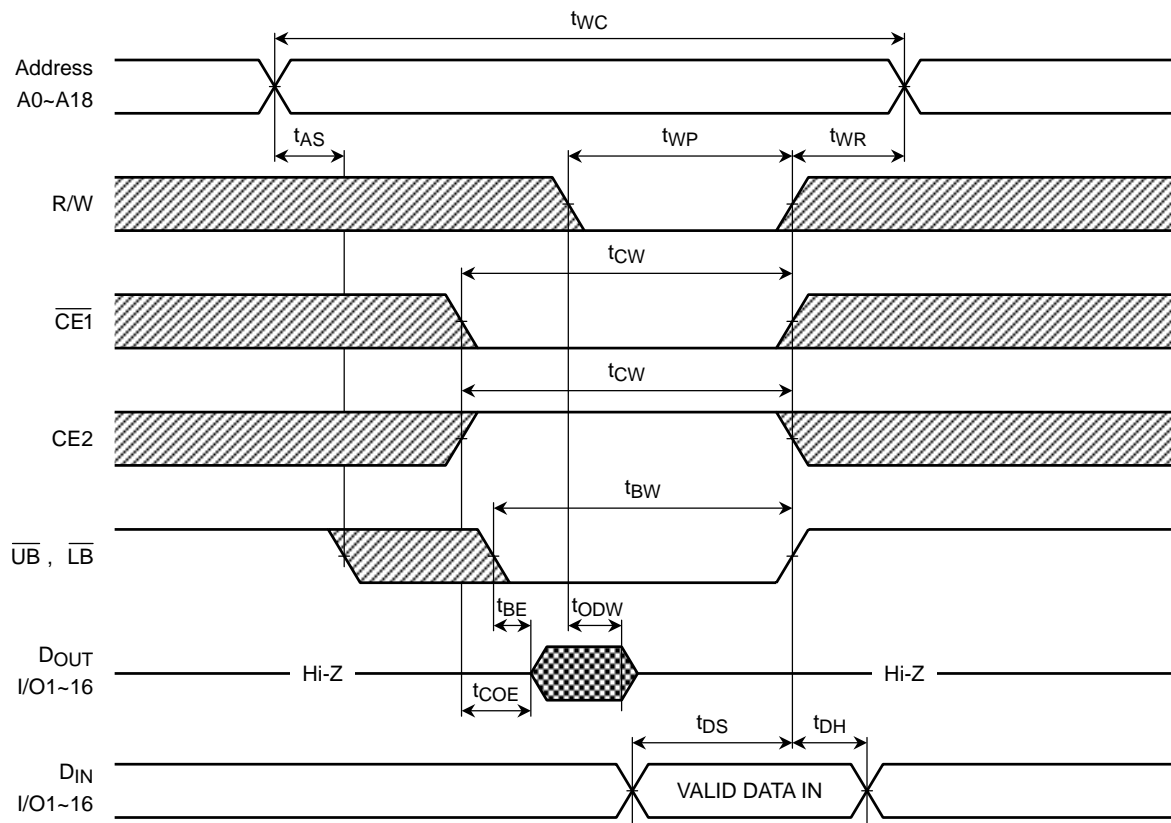 tWC
Address
A0~A18
tAS
tWP
tWR
R/W
tCW
CE1
tCW
CE2
tBW
UB , LB
tBE
tODW
DOUT
I/O1~16
Hi-Z
Hi-Z
tCOE
tDS
tDH
DIN
I/O1~16
VALID DATA IN